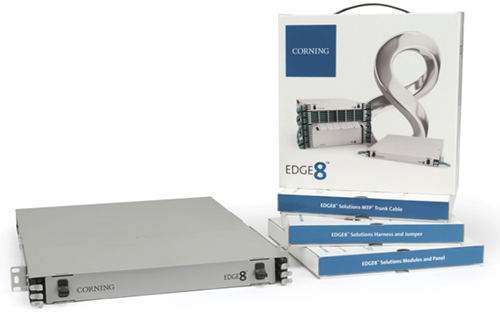 CORNING
EDGE8™
EDGE8™ Solutions MTP® Trunk Cable
EDGE8™ Solutions Harness and Jumper
EDGE8™ Solutions Modules and Panel
CORNING
EDGE8